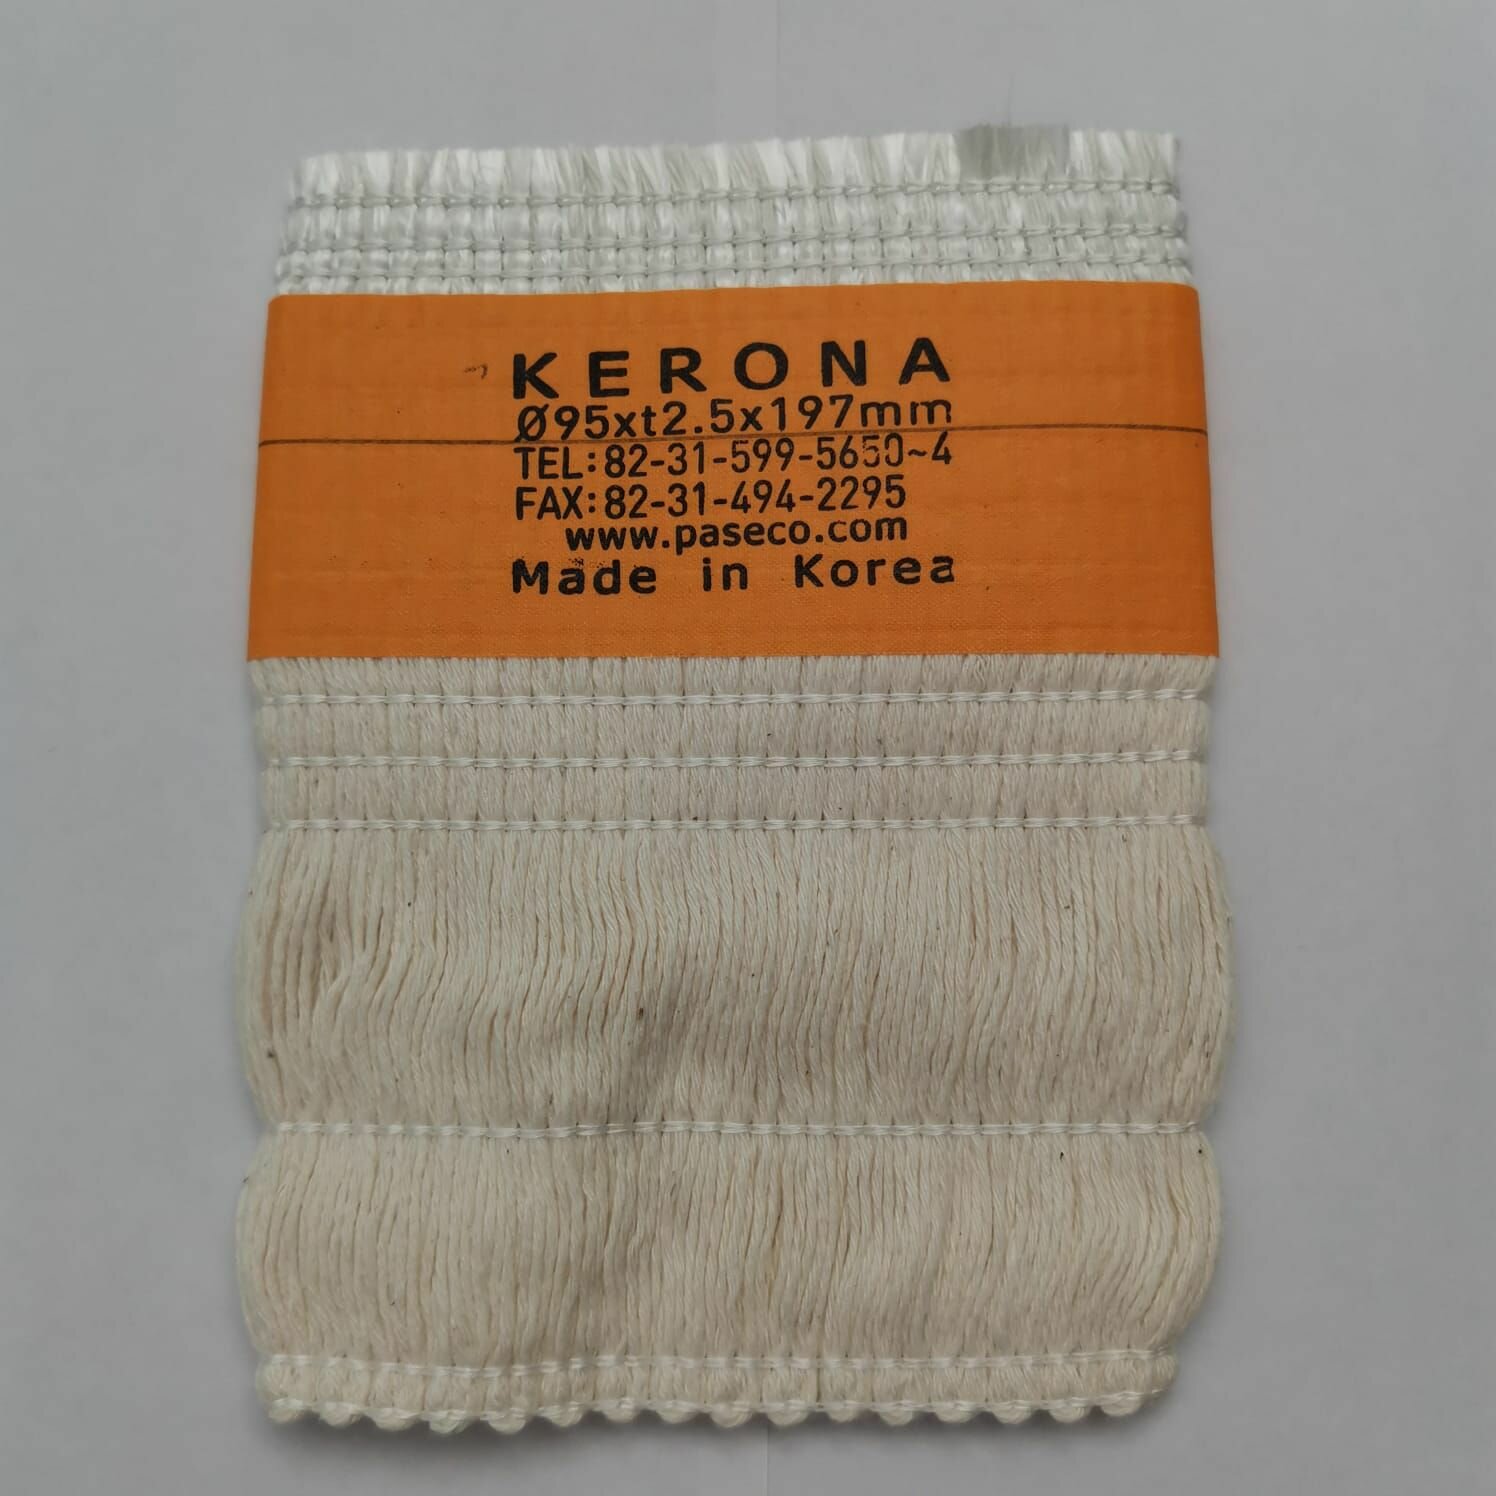 KERONA
Ø95xt2.5x197mm
TEL:82-31-599-5650~4
FAX:82-31-494-2295
www.paseco.com
Made in Korea